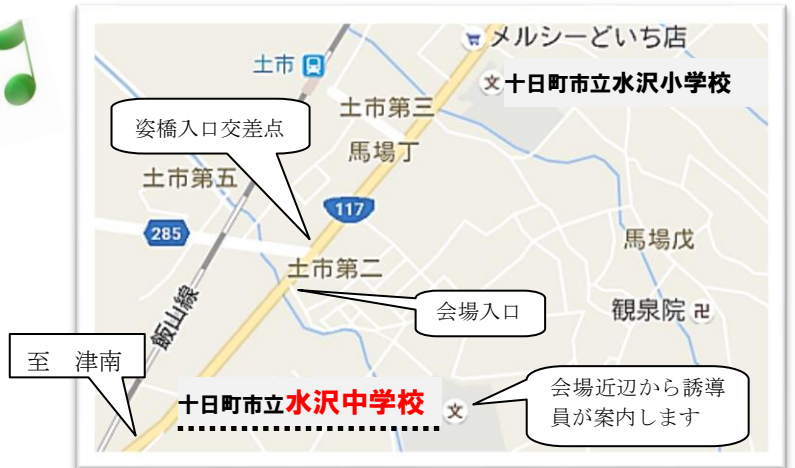 メルシーどいち店
土市
十日町市立水沢小学校
土市第三
姿橋入口交差点
馬場丁
土市第五
117
285
馬場戊
土市第二
飯山線
会場入口
観泉院
至 津南
十日町市立水沢中学校
文
文
会場近辺から誘導
員が案内します